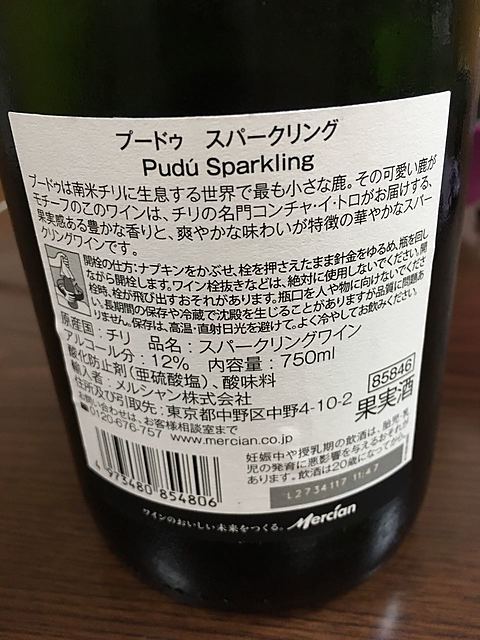 プードゥ　スパークリング
Pudú Sparkling
プードゥは南米チリに生息する世界で最も小さな鹿。その可愛い鹿が
モチーフのこのワインは、チリの名門コンチャ・イ・トロがお届けする、
果実感ある豊かな香りと、爽やかな味わいが特徴の華やかなスパー
クリングワインです。
開栓の仕方:ナプキンをかぶせ、栓を押さえたまま針金をゆるめ、瓶を回し
ながら開栓します。ワイン栓抜きなどは、絶対に使用しないでください。開
栓時、栓が飛び出すおそれがあります。瓶口を人や物に向けないでくださ
い。長期間の保存や冷蔵で沈殿を生じることがありますが品質に問題あ
りません。保存は、高温・直射日光を避けて。よく冷やしてお飲みください。
原産国:チリ　品名:スパークリングワイン
アルコール分:12%　内容量:750ml
酸化防止剤(亜硫酸塩)、酸味料
輸入者:メルシャン株式会社
85846
住所及び引取先:東京都中野区中野4-10-2
果実酒
お問い合わせは、お客様相談室まで
0120-676-757 www.mercian.co.jp
妊娠中や授乳期の飲酒は、胎児・乳
児の発育に悪影響を与えるおそれが
あります。飲酒は20歳になってから。
4 973480 854806
L2734117 11:47
ワインのおいしい未来をつくる。 Mercian